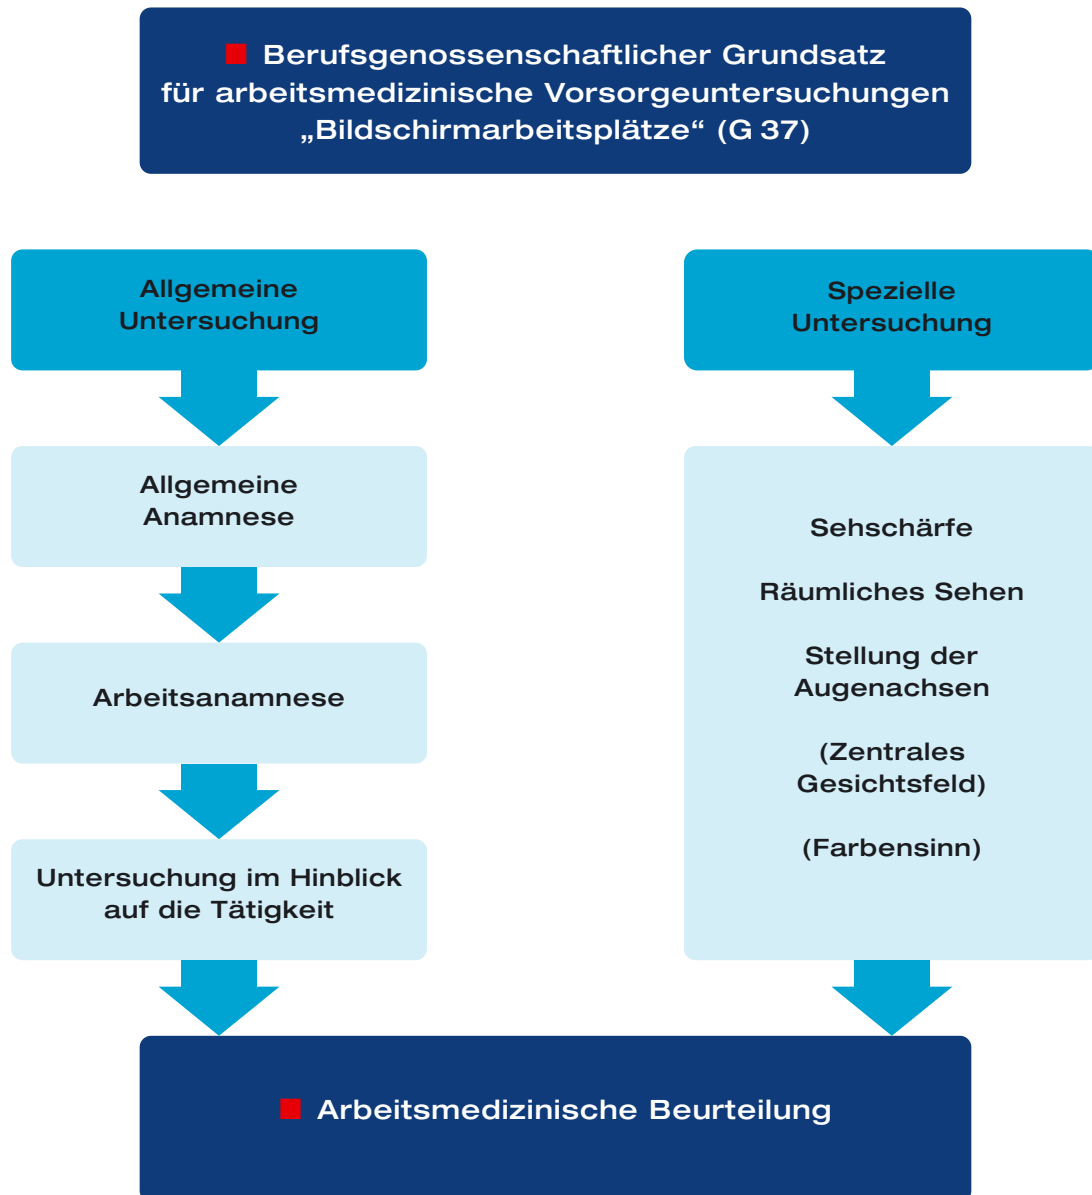 Berufsgenossenschaftlicher Grundsatz
für arbeitsmedizinische Vorsorgeuntersuchungen
„Bildschirmarbeitsplätze“ (G 37)
Allgemeine
Untersuchung
Allgemeine
Anamnese
Arbeitsanamnese
Untersuchung im Hinblick
auf die Tätigkeit
Spezielle
Untersuchung
Sehschärfe
Räumliches Sehen
Stellung der
Augenachsen
(Zentrales
Gesichtsfeld)
(Farbensinn)
Arbeitsmedizinische Beurteilung